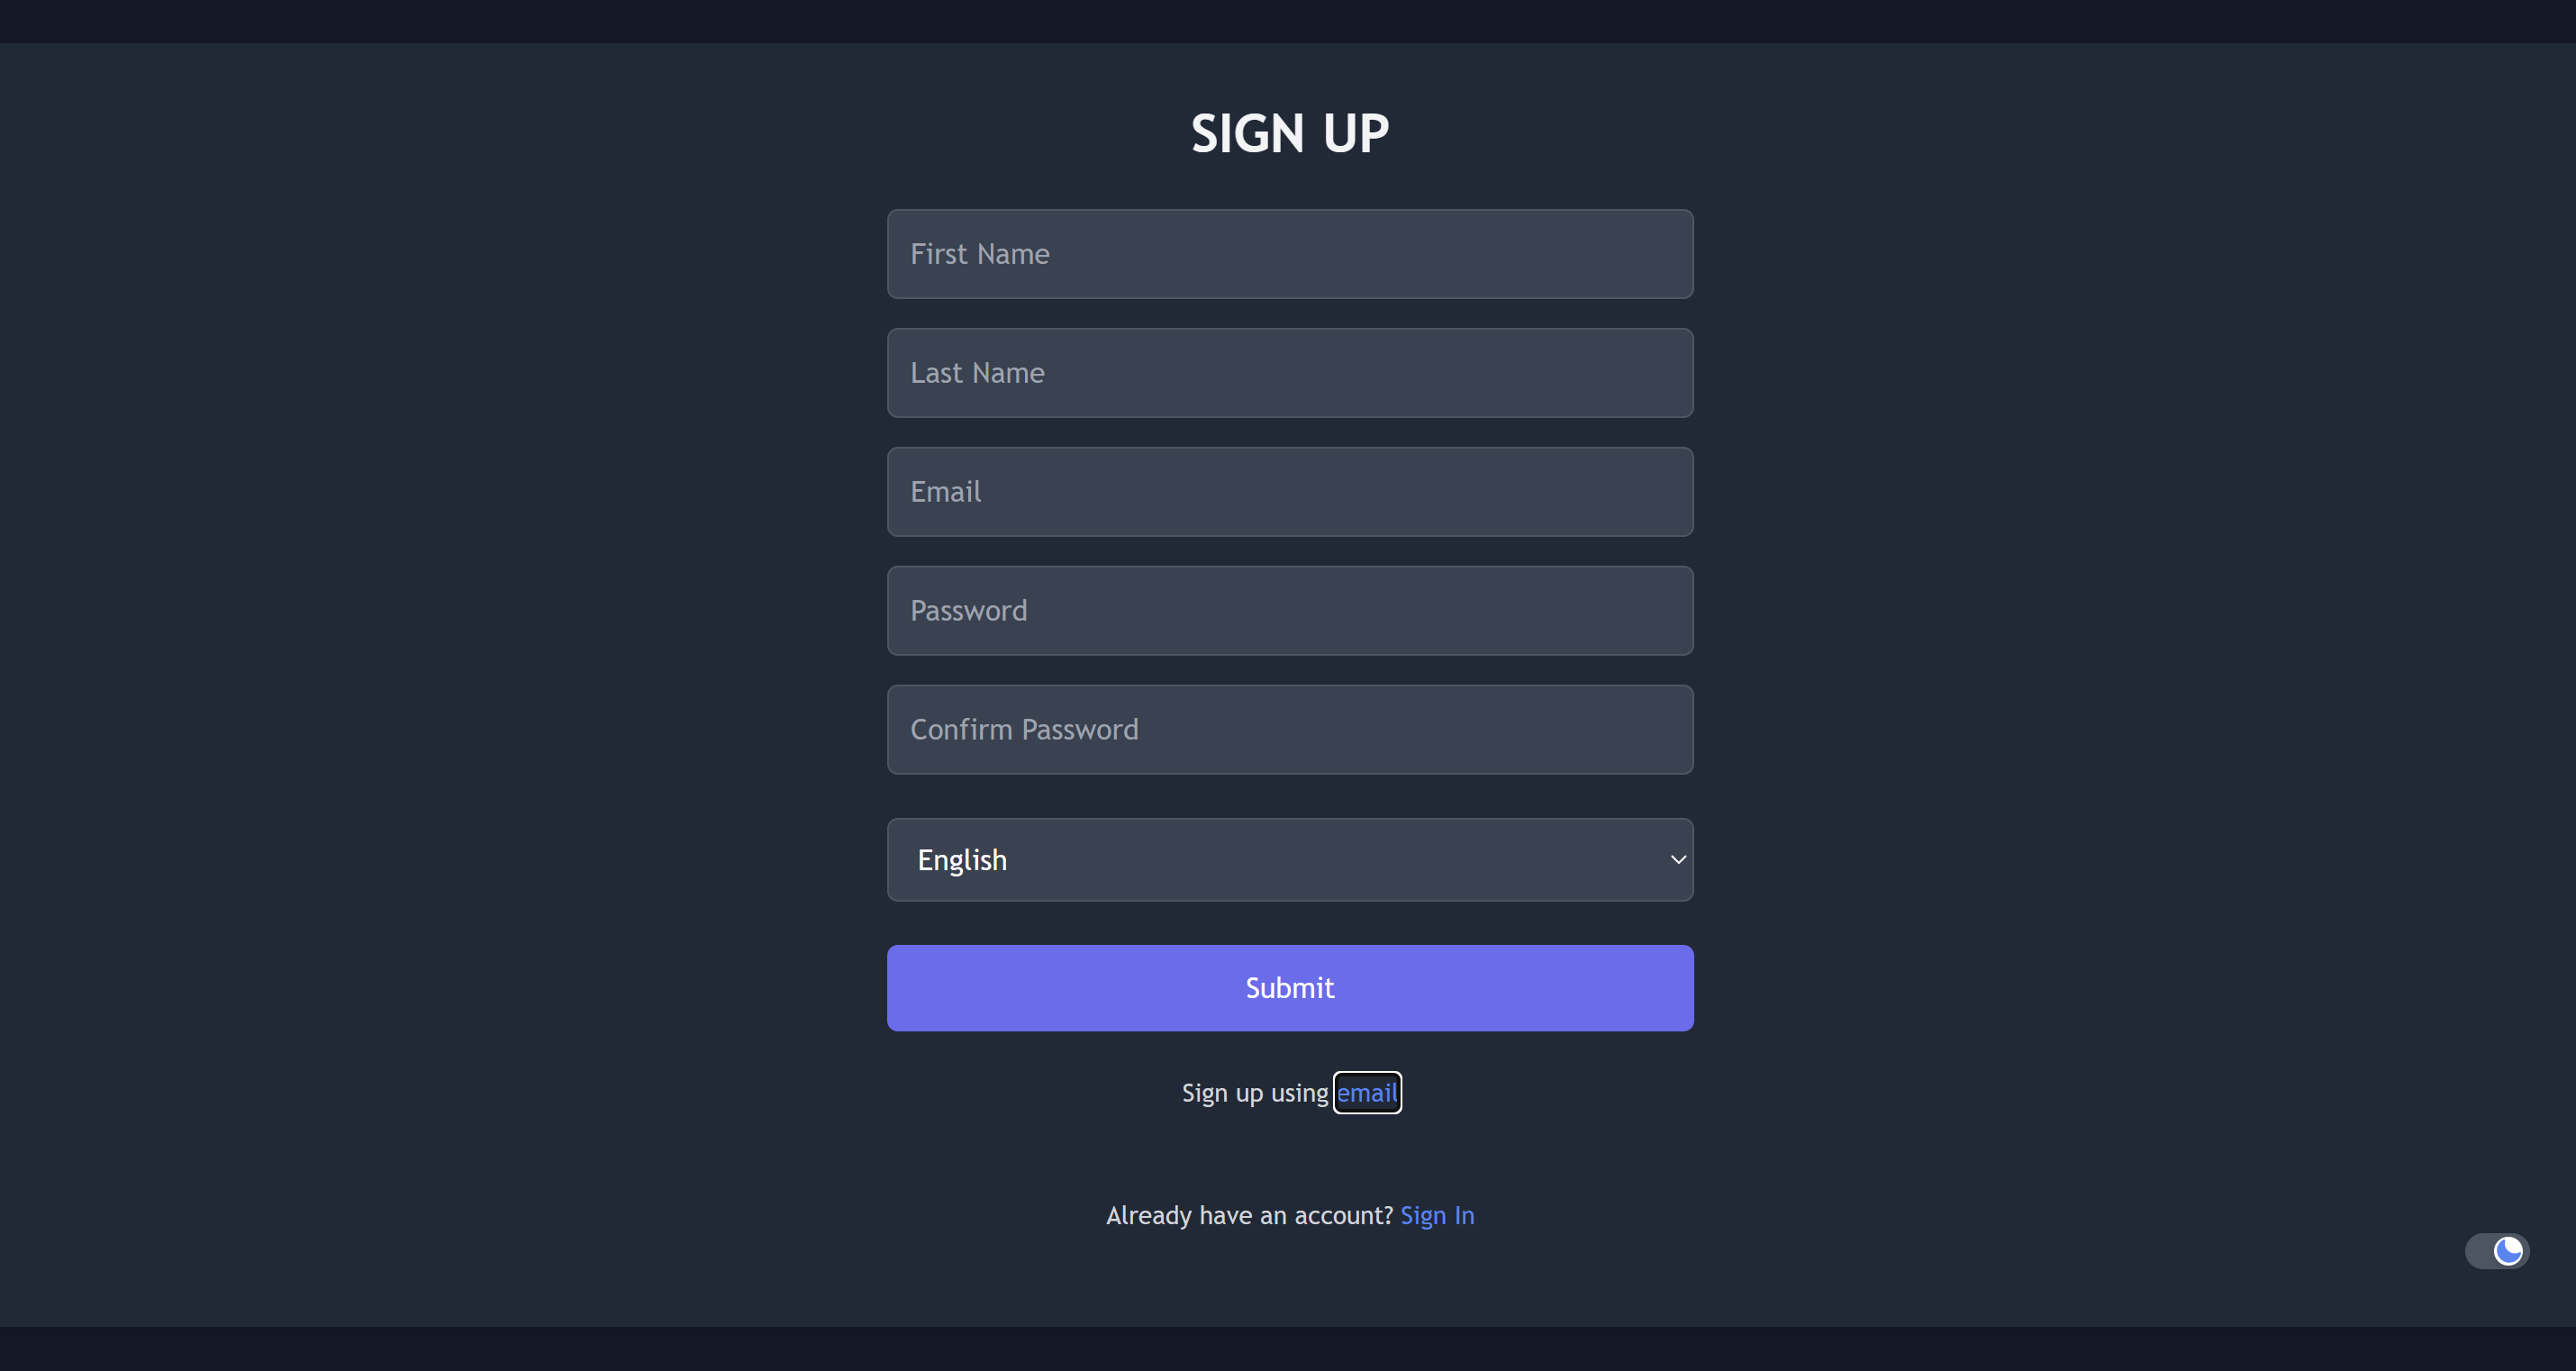 SIGN UP
First Name
Last Name
Email
Password
Confirm Password
English
Submit
Sign up using email
Already have an account? Sign In